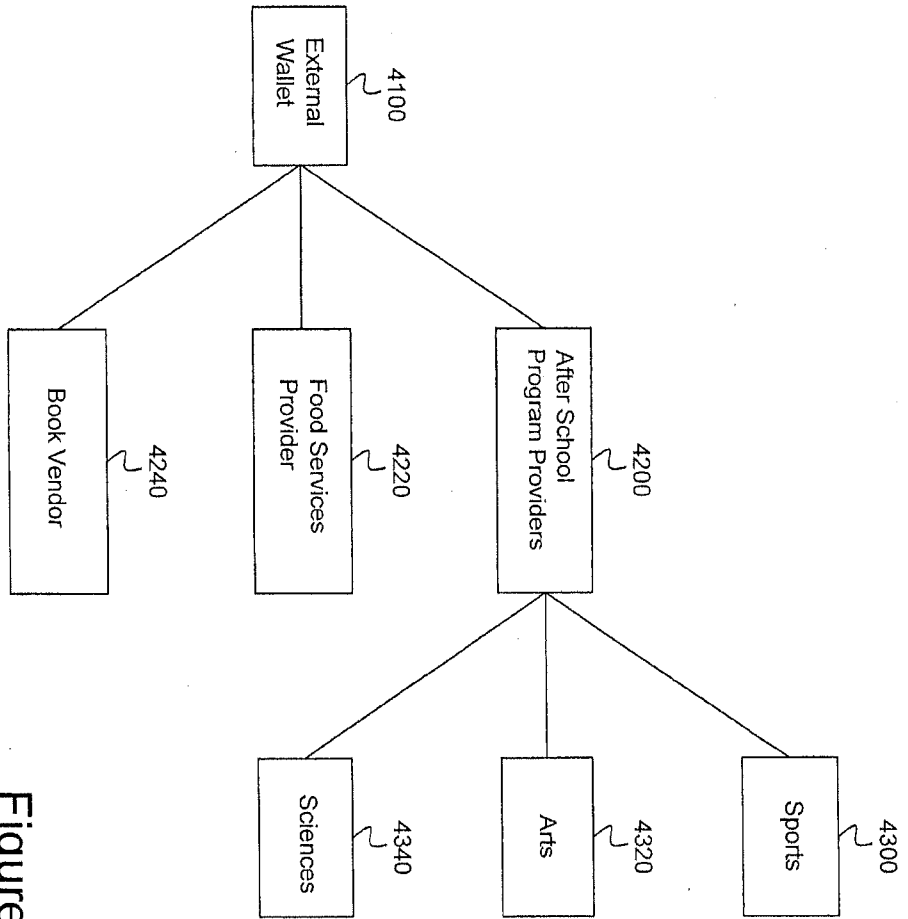 4300
Sports
4200
After School
Program Providers
4320
Arts
4100
External
Wallet
4220
Food Services
Provider
4340
Sciences
4240
Book Vendor
Figure